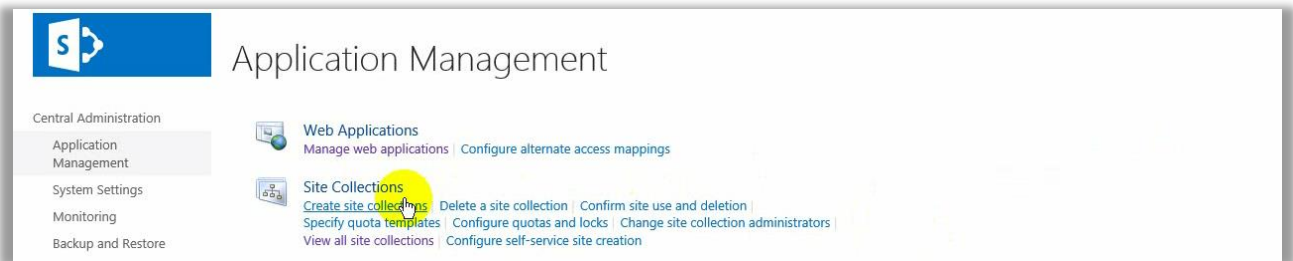 S
Application Management
Central Administration
Application
Management
System Settings
Monitoring
Backup and Restore
Web Applications
Manage web applications | Configure alternate access mappings
Site Collections
Create site collections | Delete a site collection | Confirm site use and deletion |
Specify quota templates | Configure quotas and locks | Change site collection administrators |
View all site collections | Configure self-service site creation